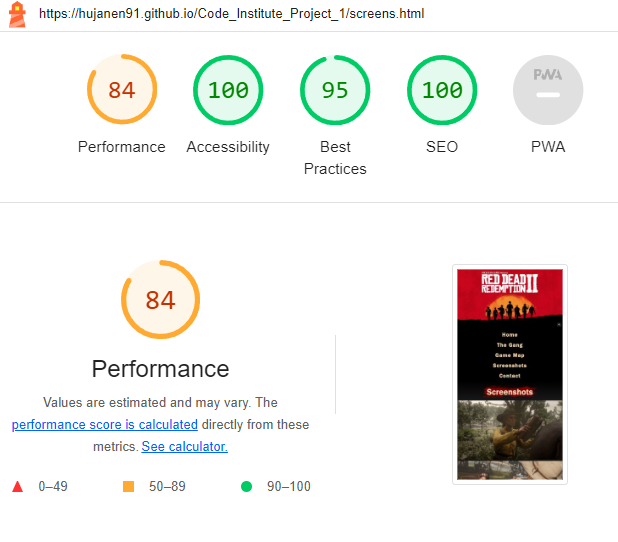 https://hujanen91.github.io/Code_Institute_Project_1/screens.html
84
100
95
100
PWA
Performance
Accessibility
Best
Practices
SEO
PWA
84
Performance
Values are estimated and may vary. The
performance score is calculated directly from these
metrics. See calculator.
0–49
50–89
90–100
RED DEAD
REDEMPTION II
Home
The Gang
Game Map
Screenshots
Contact
Screenshots